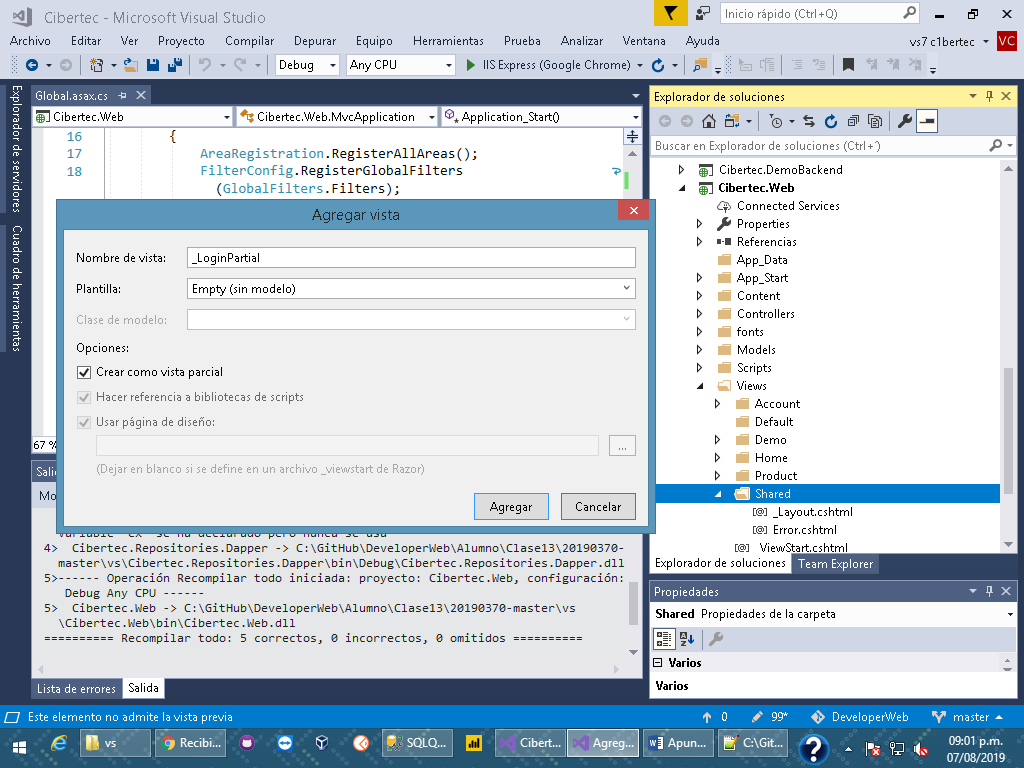 Cibertec - Microsoft Visual Studio
Inicio rápido (Ctrl+Q)
Archivo Editar Ver Proyecto Compilar Depurar Equipo Herramientas Prueba Analizar Ventana Ayuda
vs7 c1bertec VC
Debug Any CPU IIS Express (Google Chrome)
Explorador de servidores
Cuadro de herramientas
Global.asax.cs
Cibertec.Web Cibertec.Web.MvcApplication Application_Start()
16 {
17 AreaRegistration.RegisterAllAreas();
18 FilterConfig.RegisterGlobalFilters
(GlobalFilters.Filters);
67 %
Agregar vista
Nombre de vista: _LoginPartial
Plantilla: Empty (sin modelo)
Clase de modelo:
Opciones:
Crear como vista parcial
Hacer referencia a bibliotecas de scripts
Usar página de diseño:
...
(Dejar en blanco si se define en un archivo _viewstart de Razor)
Agregar Cancelar
variable 'ex' se ha declarado pero nunca se usa
4> Cibertec.Repositories.Dapper -> C:\GitHub\DeveloperWeb\Alumno\Clase13\20190370-
master\vs\Cibertec.Repositories.Dapper\bin\Debug\Cibertec.Repositories.Dapper.dll
5>------ Operación Recompilar todo iniciada: proyecto: Cibertec.Web, configuración:
Debug Any CPU ------
5> Cibertec.Web -> C:\GitHub\DeveloperWeb\Alumno\Clase13\20190370-master\vs
\Cibertec.Web\bin\Cibertec.Web.dll
========== Recompilar todo: 5 correctos, 0 incorrectos, 0 omitidos ==========
Lista de errores Salida
Explorador de soluciones
Buscar en Explorador de soluciones (Ctrl+´)
Cibertec.DemoBackend
Cibertec.Web
Connected Services
Properties
Referencias
App_Data
App_Start
Content
Controllers
fonts
Models
Scripts
Views
Account
Default
Demo
Home
Product
Shared
_Layout.cshtml
Error.cshtml
_ViewStart.cshtml
Explorador de soluciones Team Explorer
Propiedades
Shared Propiedades de la carpeta
Varios
Varios
Este elemento no admite la vista previa
0 99* DeveloperWeb master
vs Recibi... SQLQ... Cibert... Agreg... Apun... C:\Git...
09:01 p.m.
07/08/2019